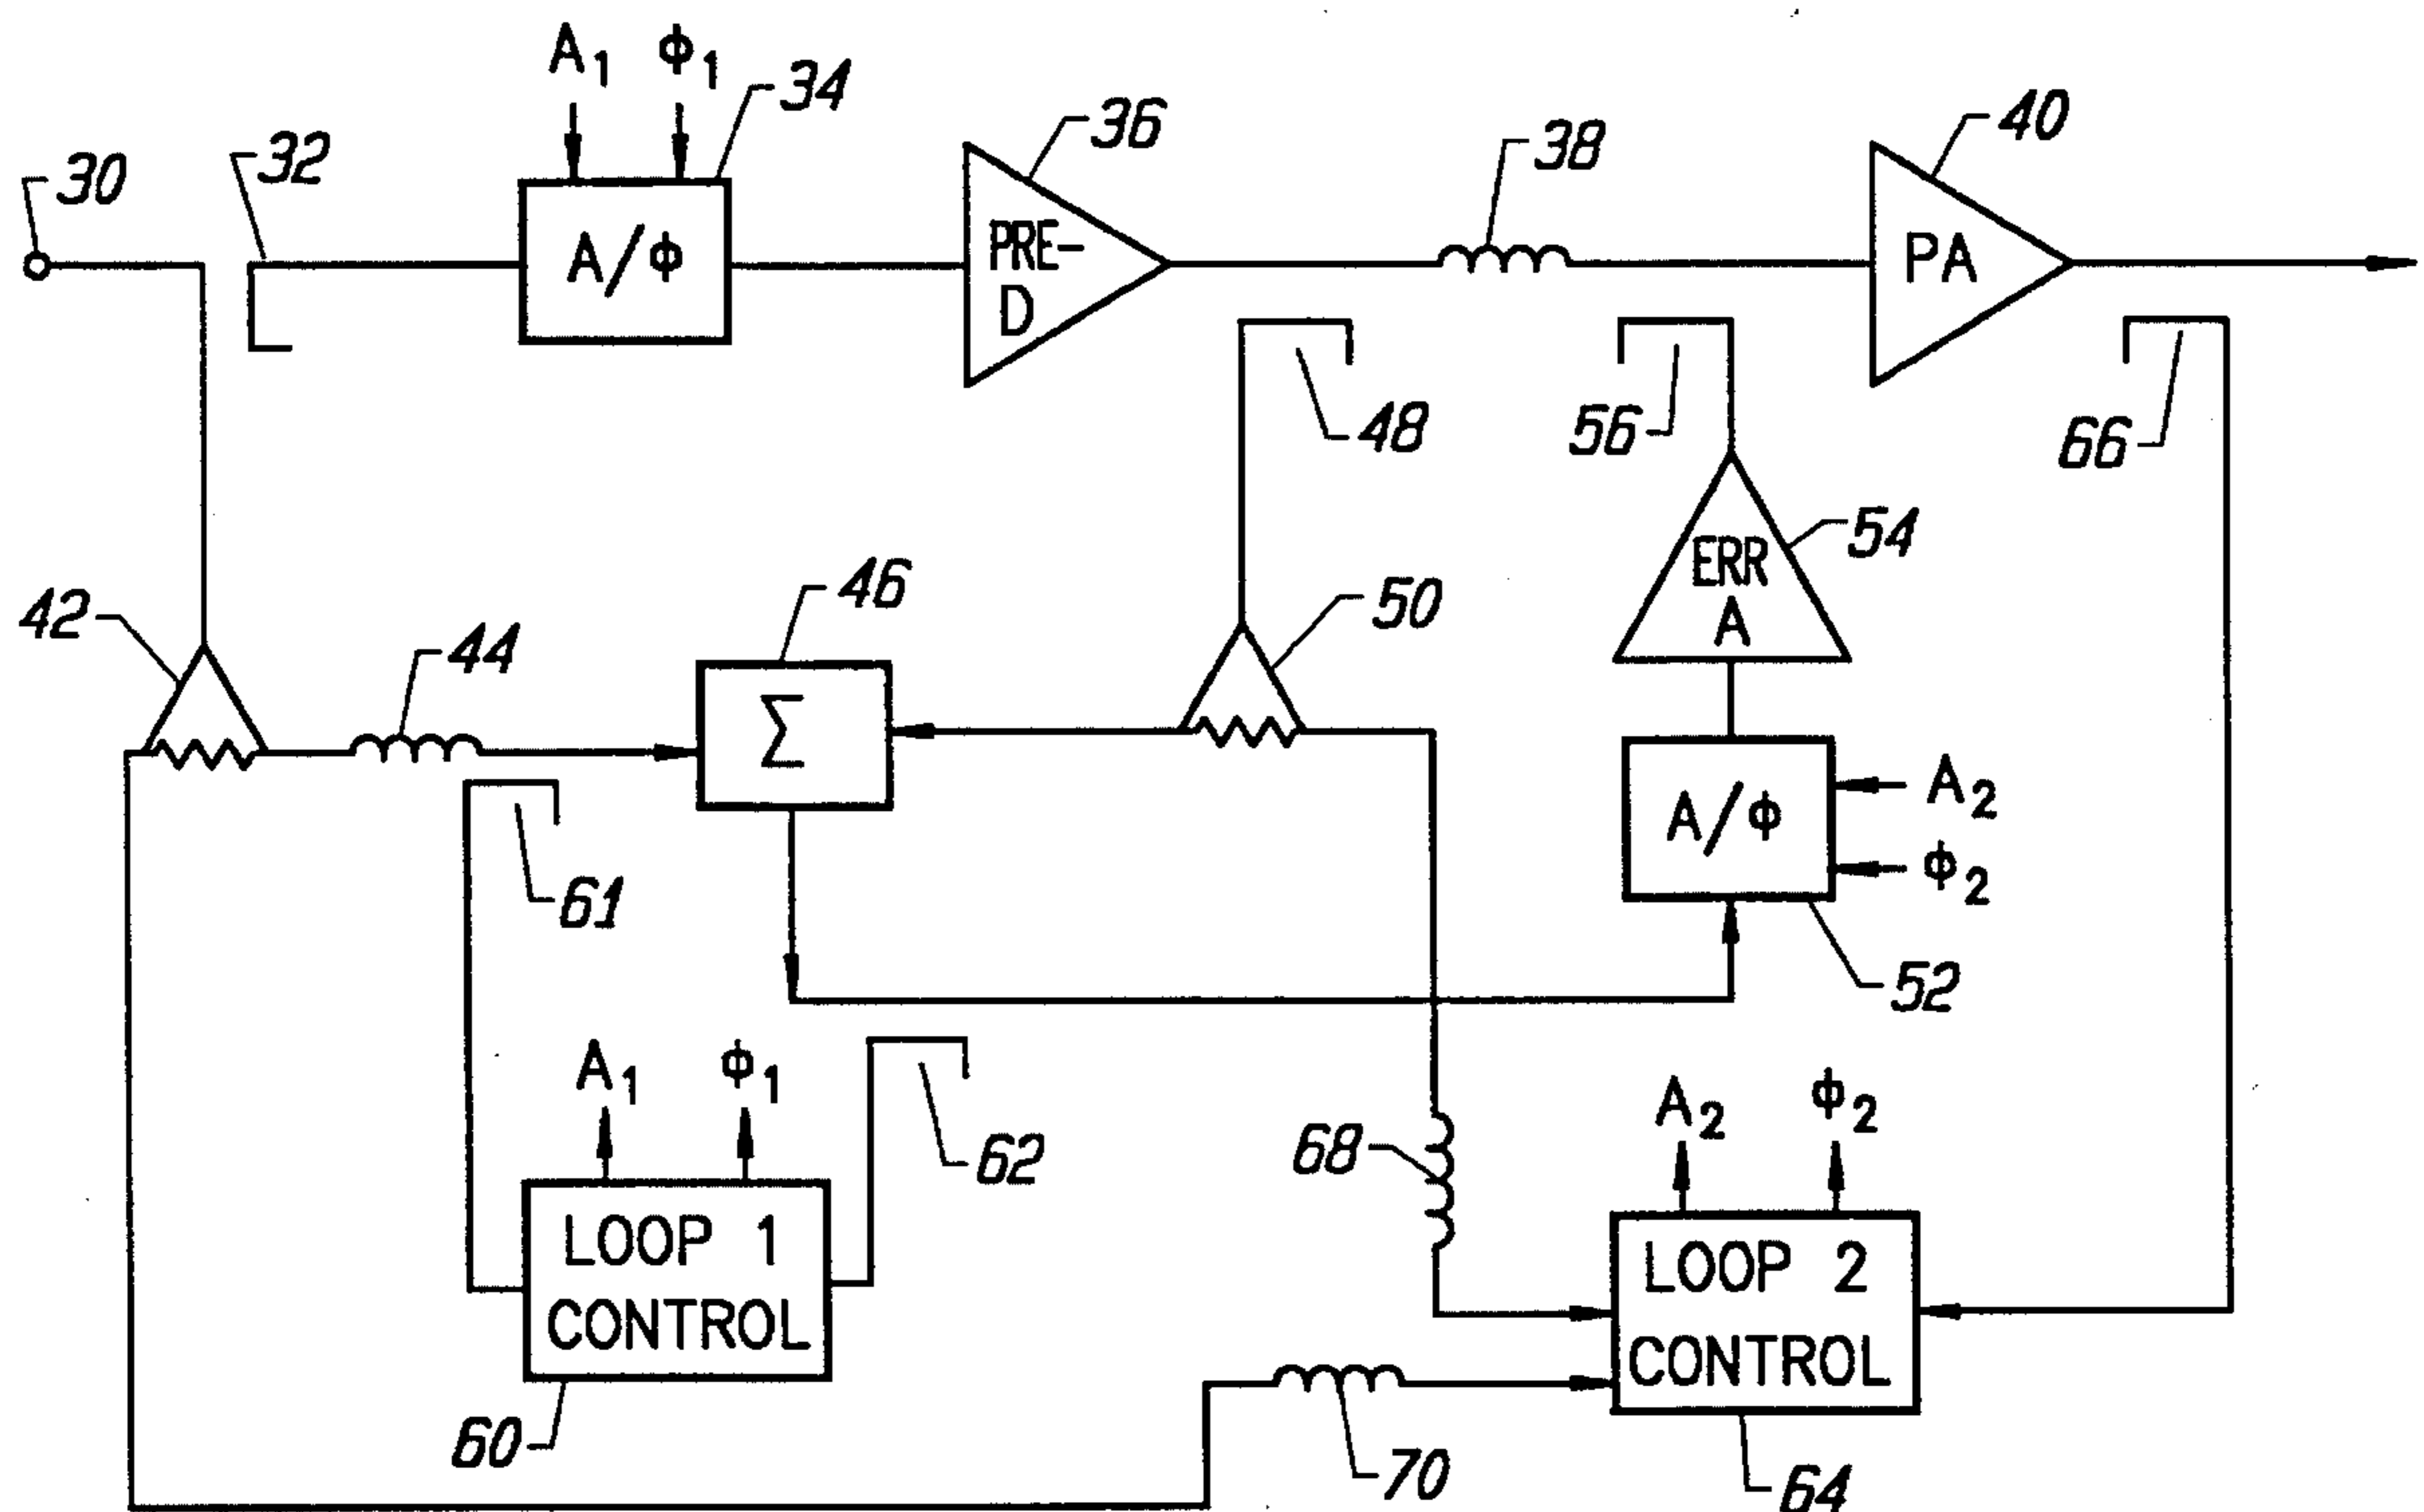 A1 Φ1
34
36
38
40
30
32
A/Φ
PRE-
D
PA
48
56
66
42
44
46
50
ERR
A
54
Σ
A/Φ
A2
Φ2
61
52
A1 Φ1
62
68
A2 Φ2
LOOP 1
CONTROL
LOOP 2
CONTROL
60
70
64